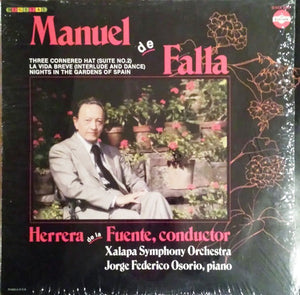 Manuel
de
Falla
THREE CORNERED HAT (SUITE NO.2)
LA VIDA BREVE (INTERLUDE AND DANCE)
NIGHTS IN THE GARDENS OF SPAIN
Herrera de la Fuente, conductor
Xalapa Symphony Orchestra
Jorge Federico Osorio, piano